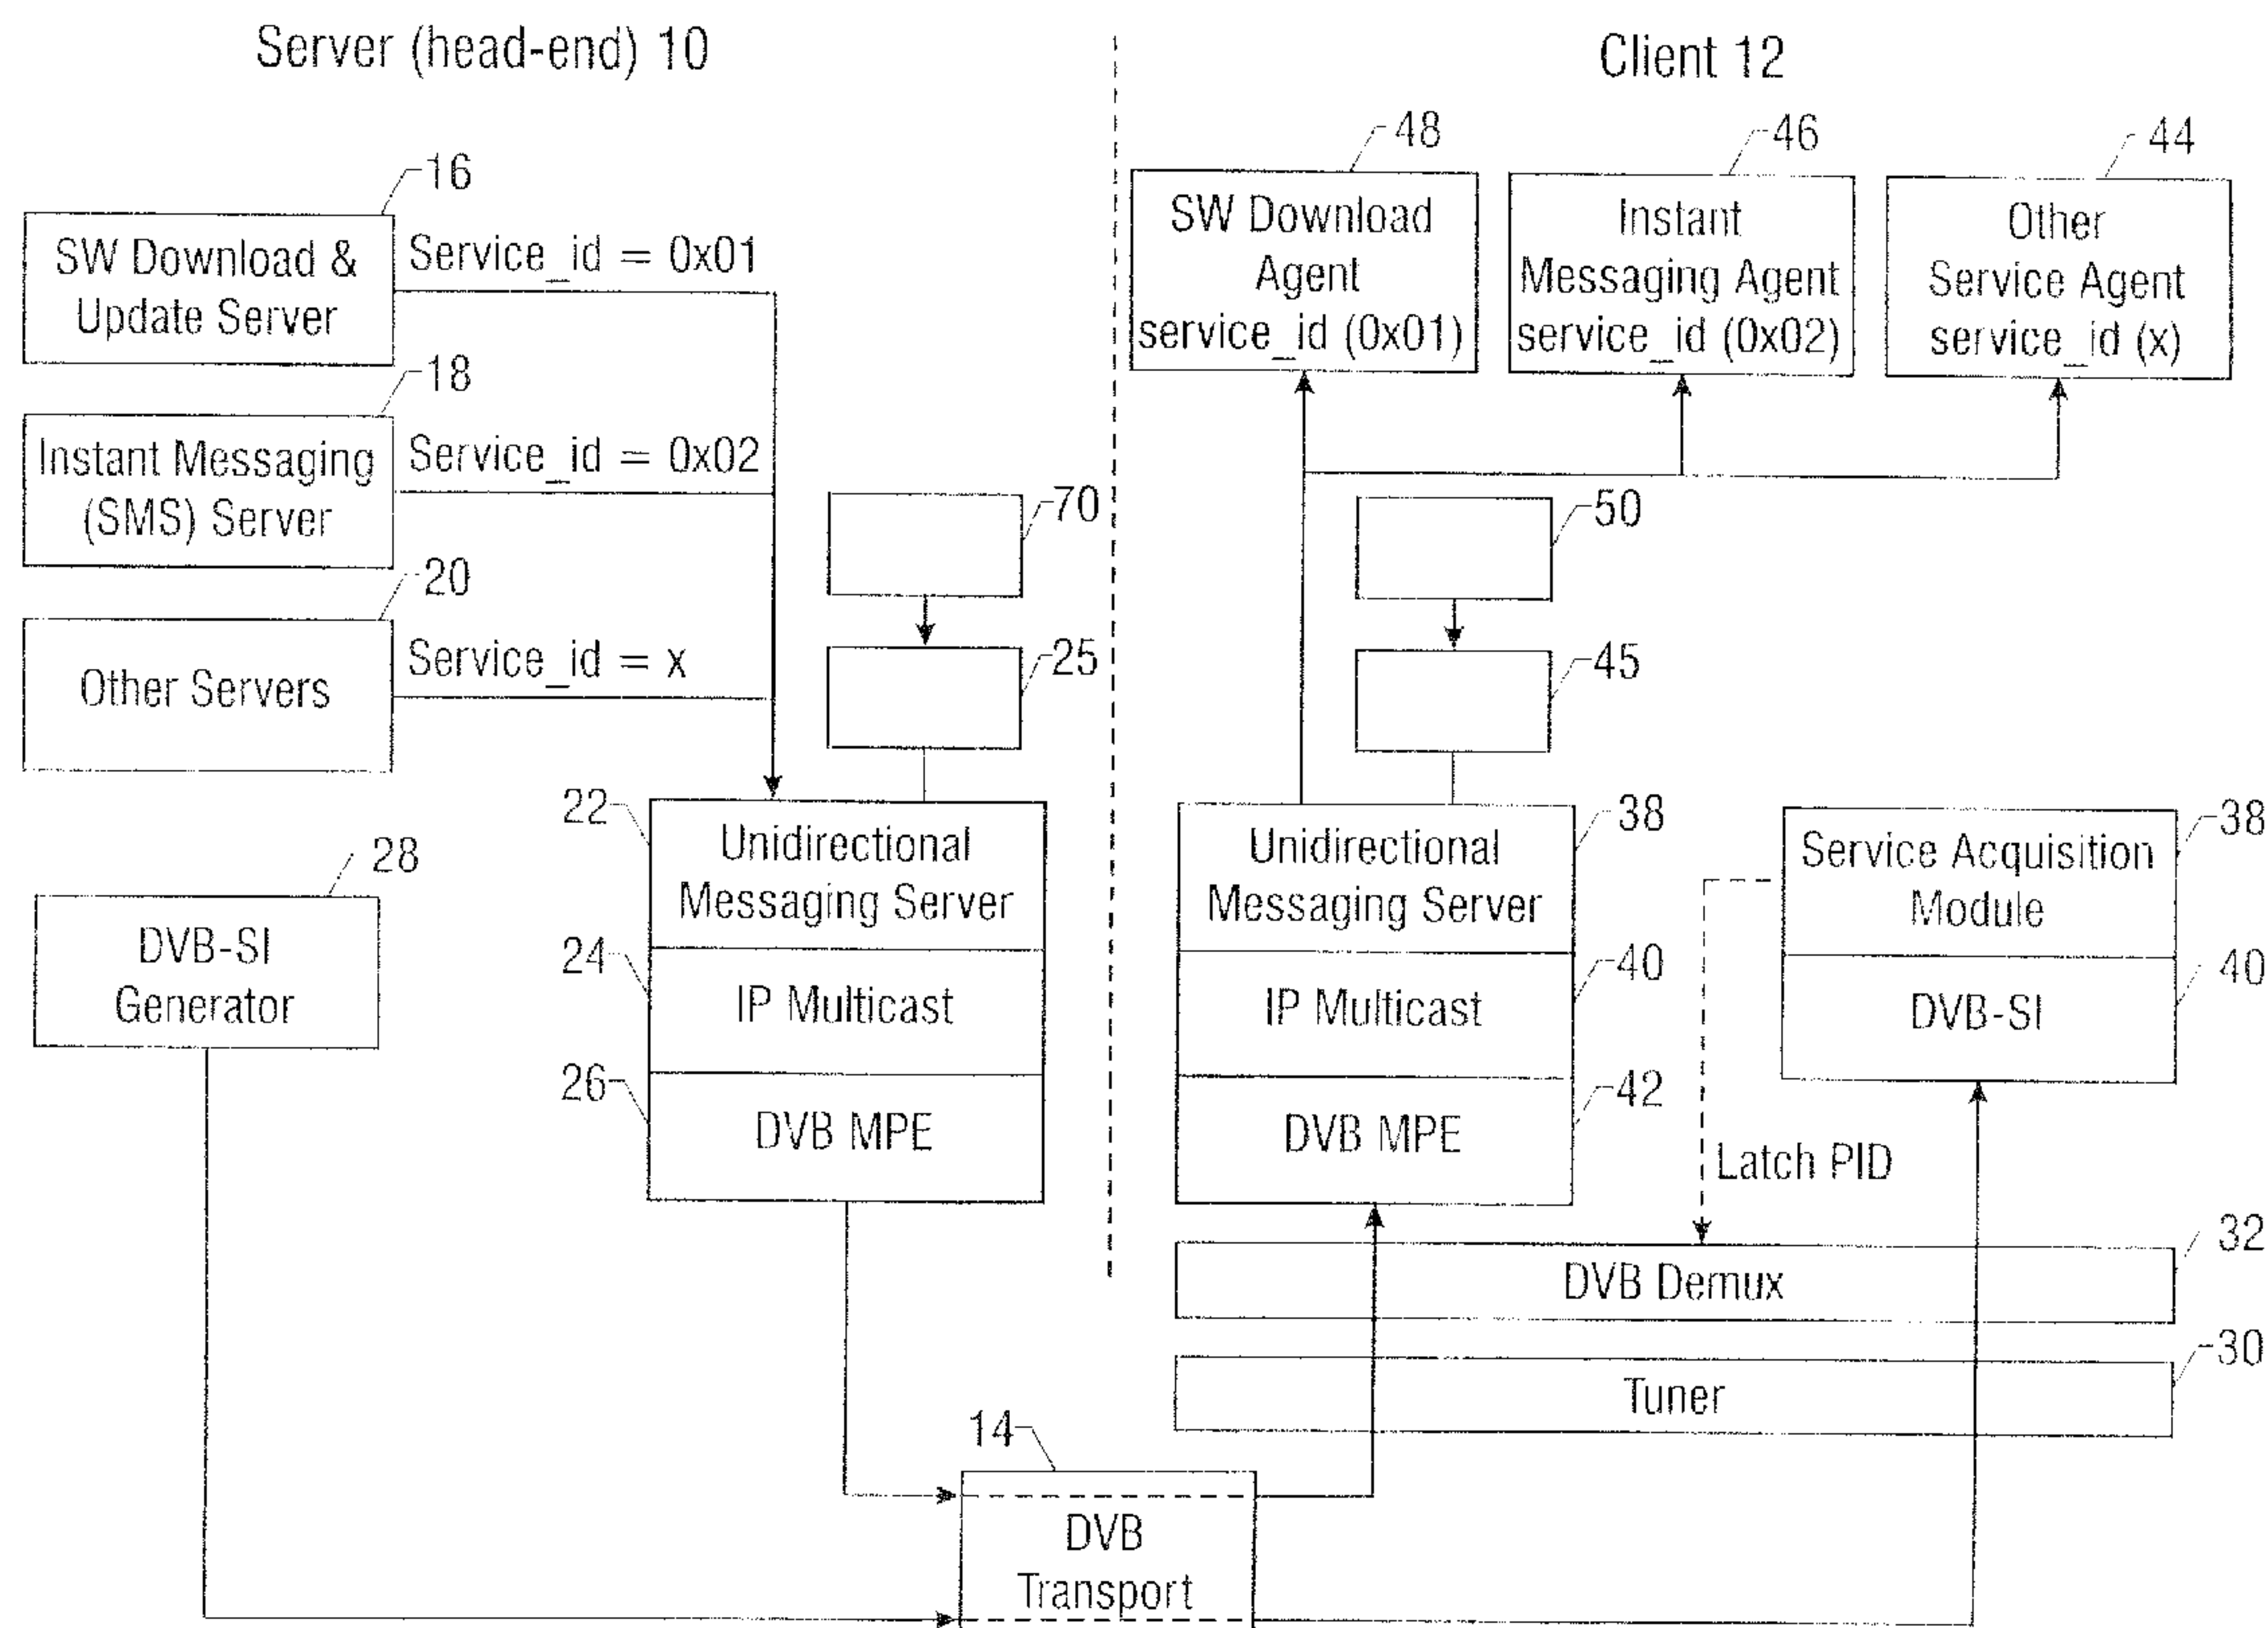 Server (head-end) 10
Client 12
16
SW Download &
Update Server
Service_id = 0x01
18
Instant Messaging
(SMS) Server
Service_id = 0x02
20
Other Servers
Service_id = x
70
25
22
Unidirectional
Messaging Server
24
IP Multicast
26
DVB MPE
28
DVB-SI
Generator
48
SW Download
Agent
service_id (0x01)
46
Instant
Messaging Agent
service_id (0x02)
44
Other
Service Agent
service_id (x)
50
45
38
Unidirectional
Messaging Server
40
IP Multicast
42
DVB MPE
38
Service Acquisition
Module
40
DVB-SI
Latch PID
32
DVB Demux
30
Tuner
14
DVB
Transport